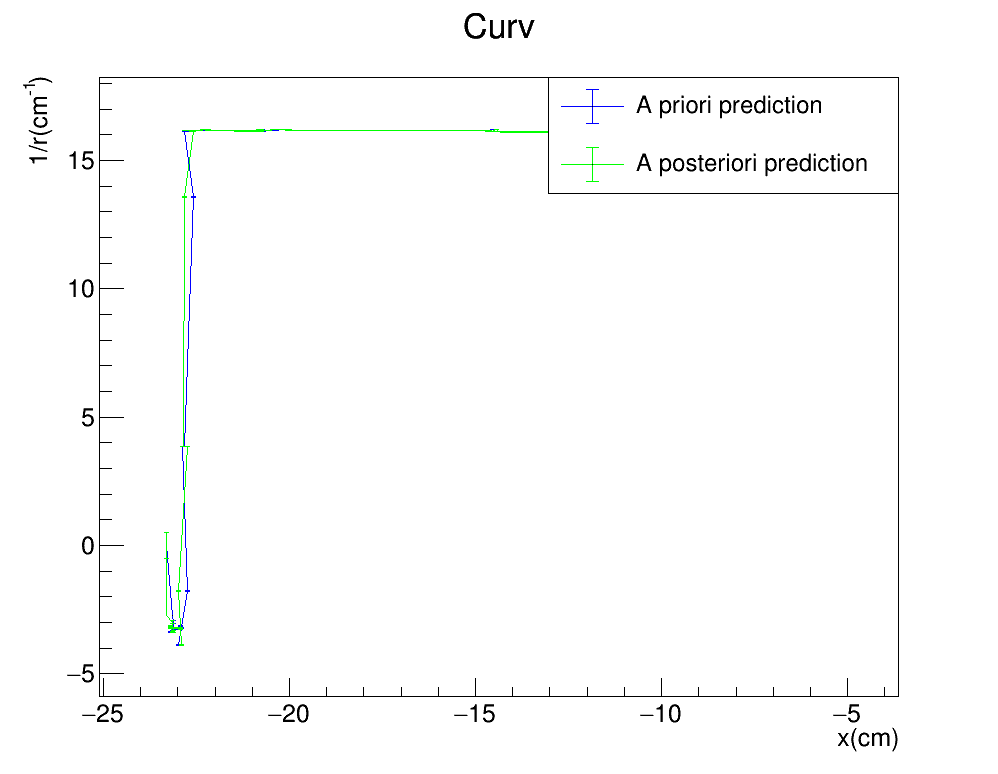 Curv
1/r(cm⁻¹)
A priori prediction
A posteriori prediction
15
10
5
0
−5
−25 −20 −15 −10 −5
x(cm)